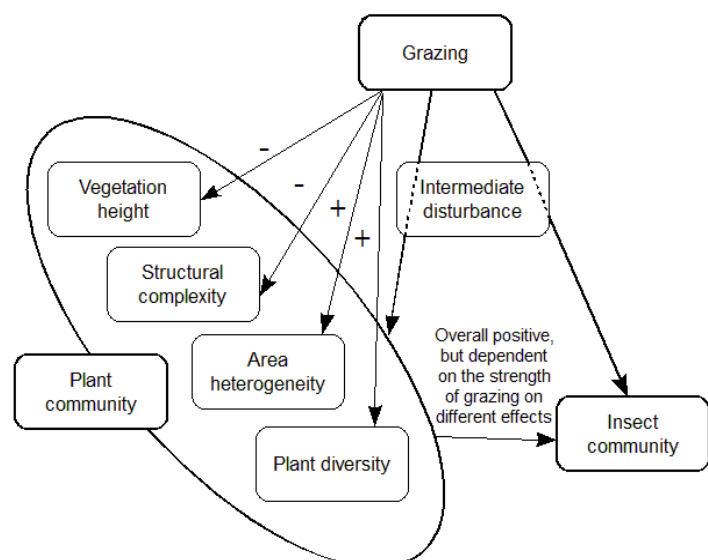 Grazing
-
-
+
+
Vegetation
height
Intermediate
disturbance
Structural
complexity
Area
heterogeneity
Plant
community
Plant diversity
Overall positive,
but dependent
on the strength
of grazing on
different effects
Insect
community